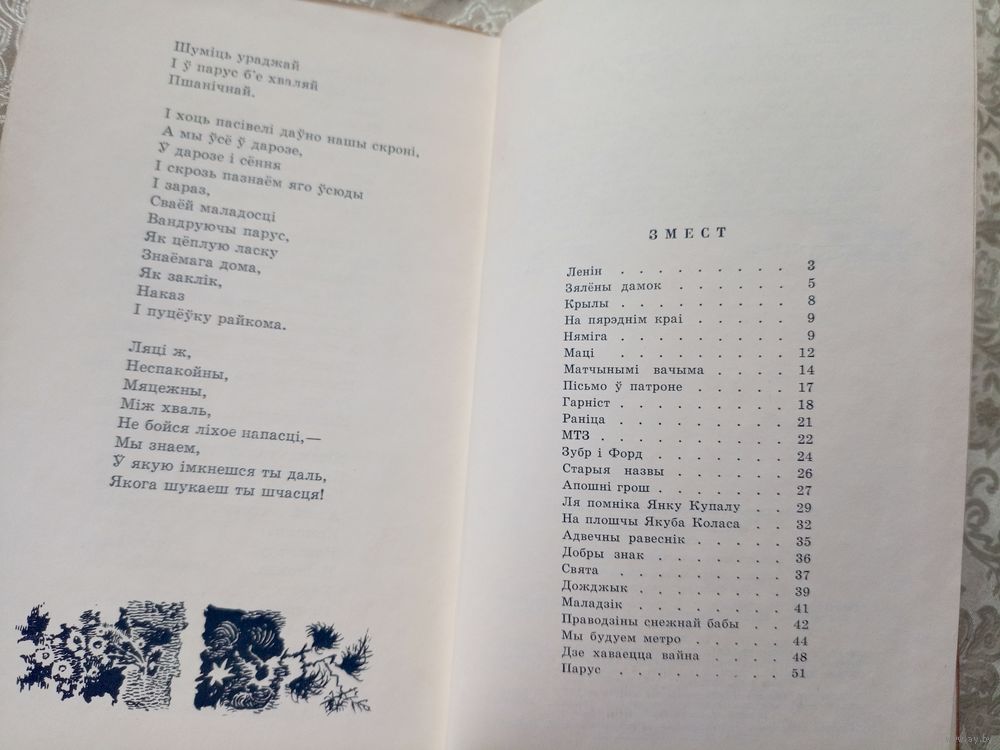 Шуміць ураджай
І ў парус б'е хваляй
Пшанічнай.
І хоць пасівелі даўно нашы скроні,
А мы ўсё ў дарозе,
Ў дарозе і сёння
І скрозь пазнаём яго ўсюды
І зараз,
Сваёй маладосці
Вандруючы парус,
Як цёплую ласку
Знаёмага дома,
Як заклік,
Наказ
І пуцёўку райкома.
Ляці ж,
Неспакойны,
Мяцежны,
Між хваль,
Не бойся ліхое напасці,—
Мы знаем,
Ў якую імкнешся ты даль,
Якога шукаеш ты шчасця!
ЗМЕСТ
Ленін . . . . . . . . . 3
Зялёны дамок . . . . . . 5
Крылы . . . . . . . . 8
На пярэднім краі . . . . . 9
Няміга . . . . . . . . 9
Маці . . . . . . . . 12
Матчынымі вачыма . . . . 14
Пісьмо ў патроне . . . . . 17
Гарніст . . . . . . . . 18
Раніца . . . . . . . . 21
МТЗ . . . . . . . . . 22
Зубр і Форд . . . . . . 24
Старыя назвы . . . . . 26
Апошні грош . . . . . . 27
Ля помніка Янку Купалу . . 29
На плошчы Якуба Коласа . . 32
Адвечны равеснік . . . . . 35
Добры знак . . . . . . 36
Свята . . . . . . . . 37
Дожджык . . . . . . . 39
Маладзік . . . . . . . 41
Праводзіны снежнай бабы . . 42
Мы будуем метро . . . . . 44
Дзе хаваецца вайна . . . . 48
Парус . . . . . . . . 51